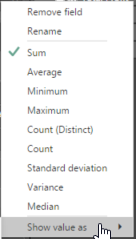 Remove field
Rename
Sum
Average
Minimum
Maximum
Count (Distinct)
Count
Standard deviation
Variance
Median
Show value as